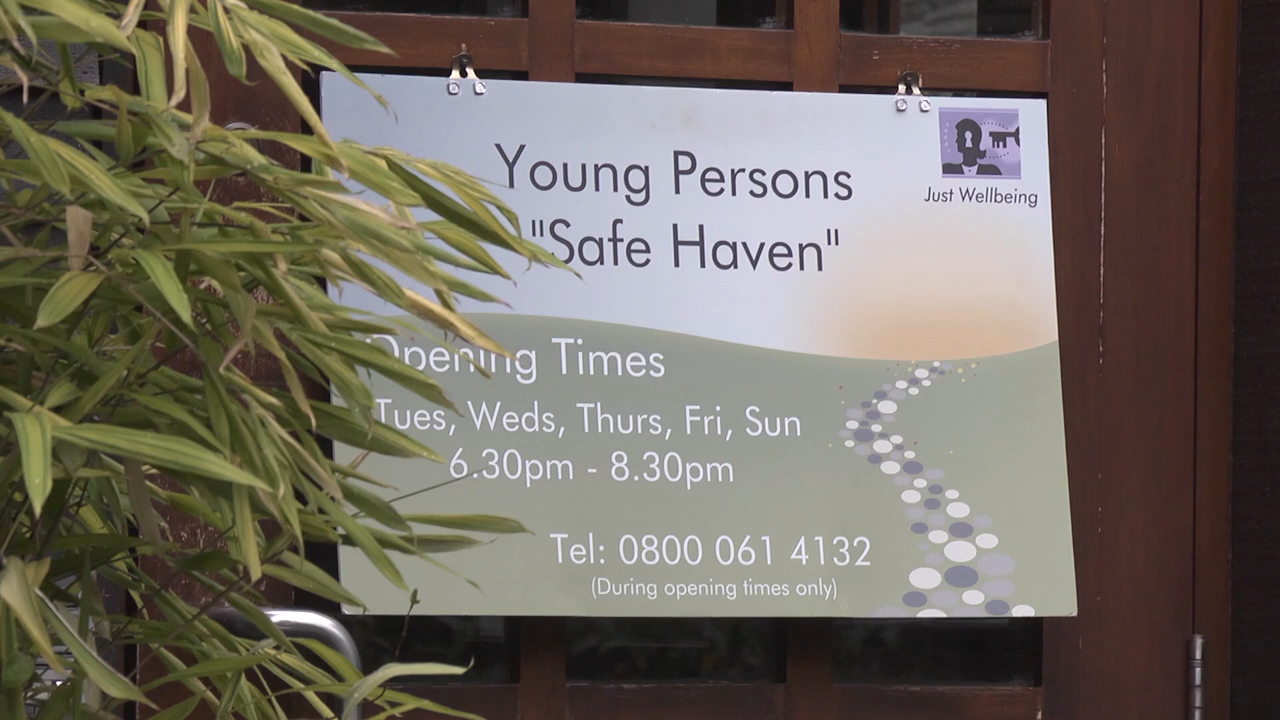 Young Persons
"Safe Haven"
Just Wellbeing
Opening Times
Tues, Weds, Thurs, Fri, Sun
6.30pm - 8.30pm
Tel: 0800 061 4132
(During opening times only)